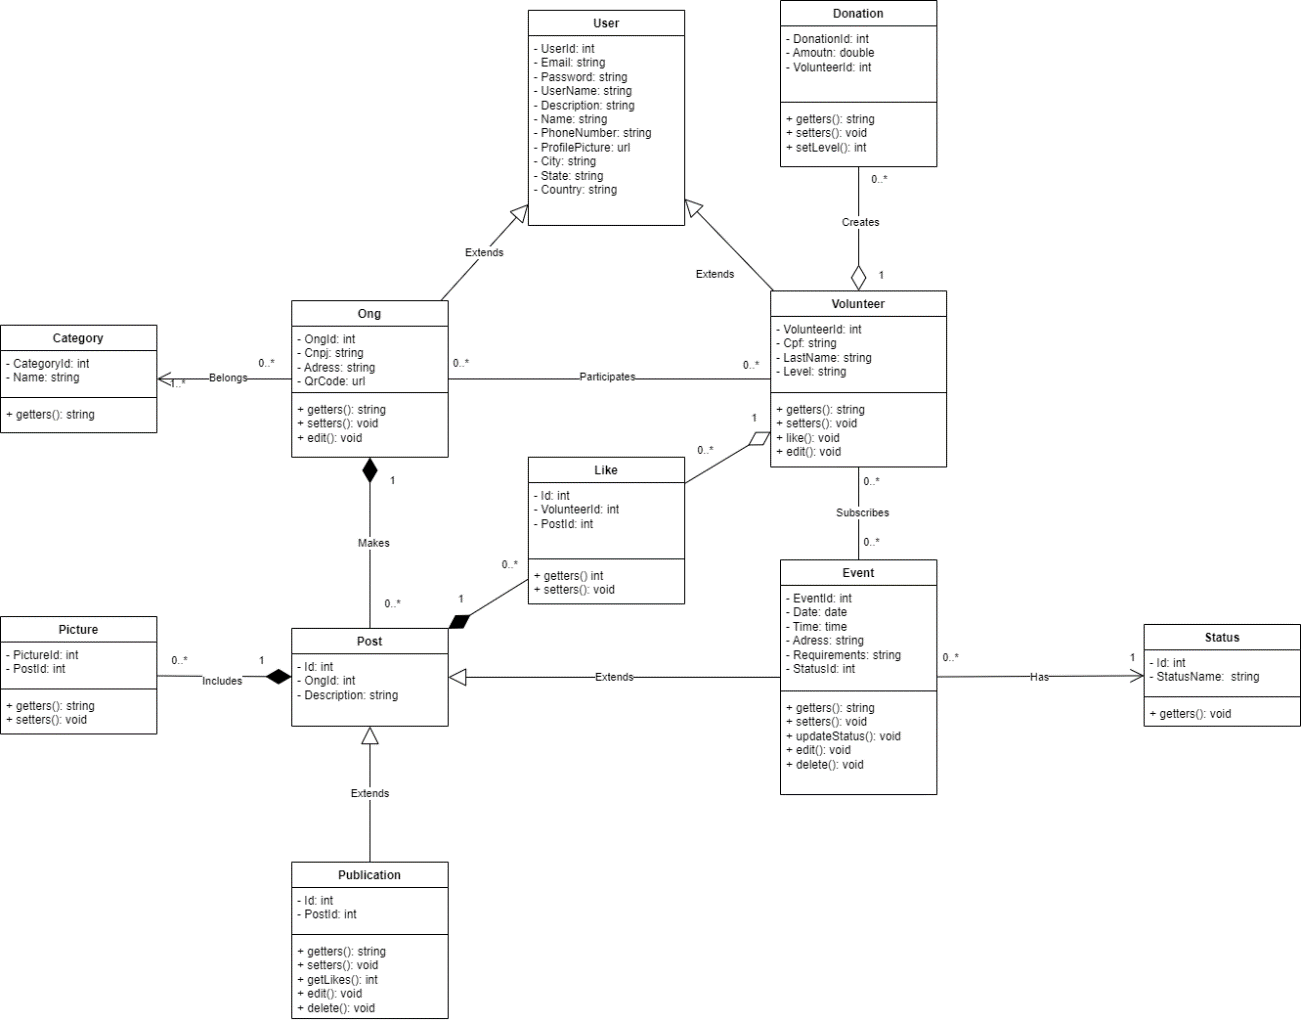 User
- UserId: int
- Email: string
- Password: string
- UserName: string
- Description: string
- Name: string
- PhoneNumber: string
- ProfilePicture: url
- City: string
- State: string
- Country: string
Donation
- DonationId: int
- Amoutn: double
- VolunteerId: int
+ getters(): string
+ setters(): void
+ setLevel(): int
0..*
Creates
1
Extends
Extends
Ong
- OngId: int
- Cnpj: string
- Adress: string
- QrCode: url
+ getters(): string
+ setters(): void
+ edit(): void
Volunteer
- VolunteerId: int
- Cpf: string
- LastName: string
- Level: string
+ getters(): string
+ setters(): void
+ like(): void
+ edit(): void
Category
- CategoryId: int
- Name: string
+ getters(): string
1..*
Belongs
0..*
0..*
Participates
0..*
1
0..*
Like
- Id: int
- VolunteerId: int
- PostId: int
+ getters() int
+ setters(): void
0..*
1
1
Makes
0..*
0..*
Subscribes
0..*
Event
- EventId: int
- Date: date
- Time: time
- Adress: string
- Requirements: string
- StatusId: int
+ getters(): string
+ setters(): void
+ updateStatus(): void
+ edit(): void
+ delete(): void
0..*
Has
1
Status
- Id: int
- StatusName:  string
+ getters(): void
Picture
- PictureId: int
- PostId: int
+ getters(): string
+ setters(): void
0..*
Includes
1
Post
- Id: int
- OngId: int
- Description: string
Extends
Extends
Publication
- Id: int
- PostId: int
+ getters(): string
+ setters(): void
+ getLikes(): int
+ edit(): void
+ delete(): void